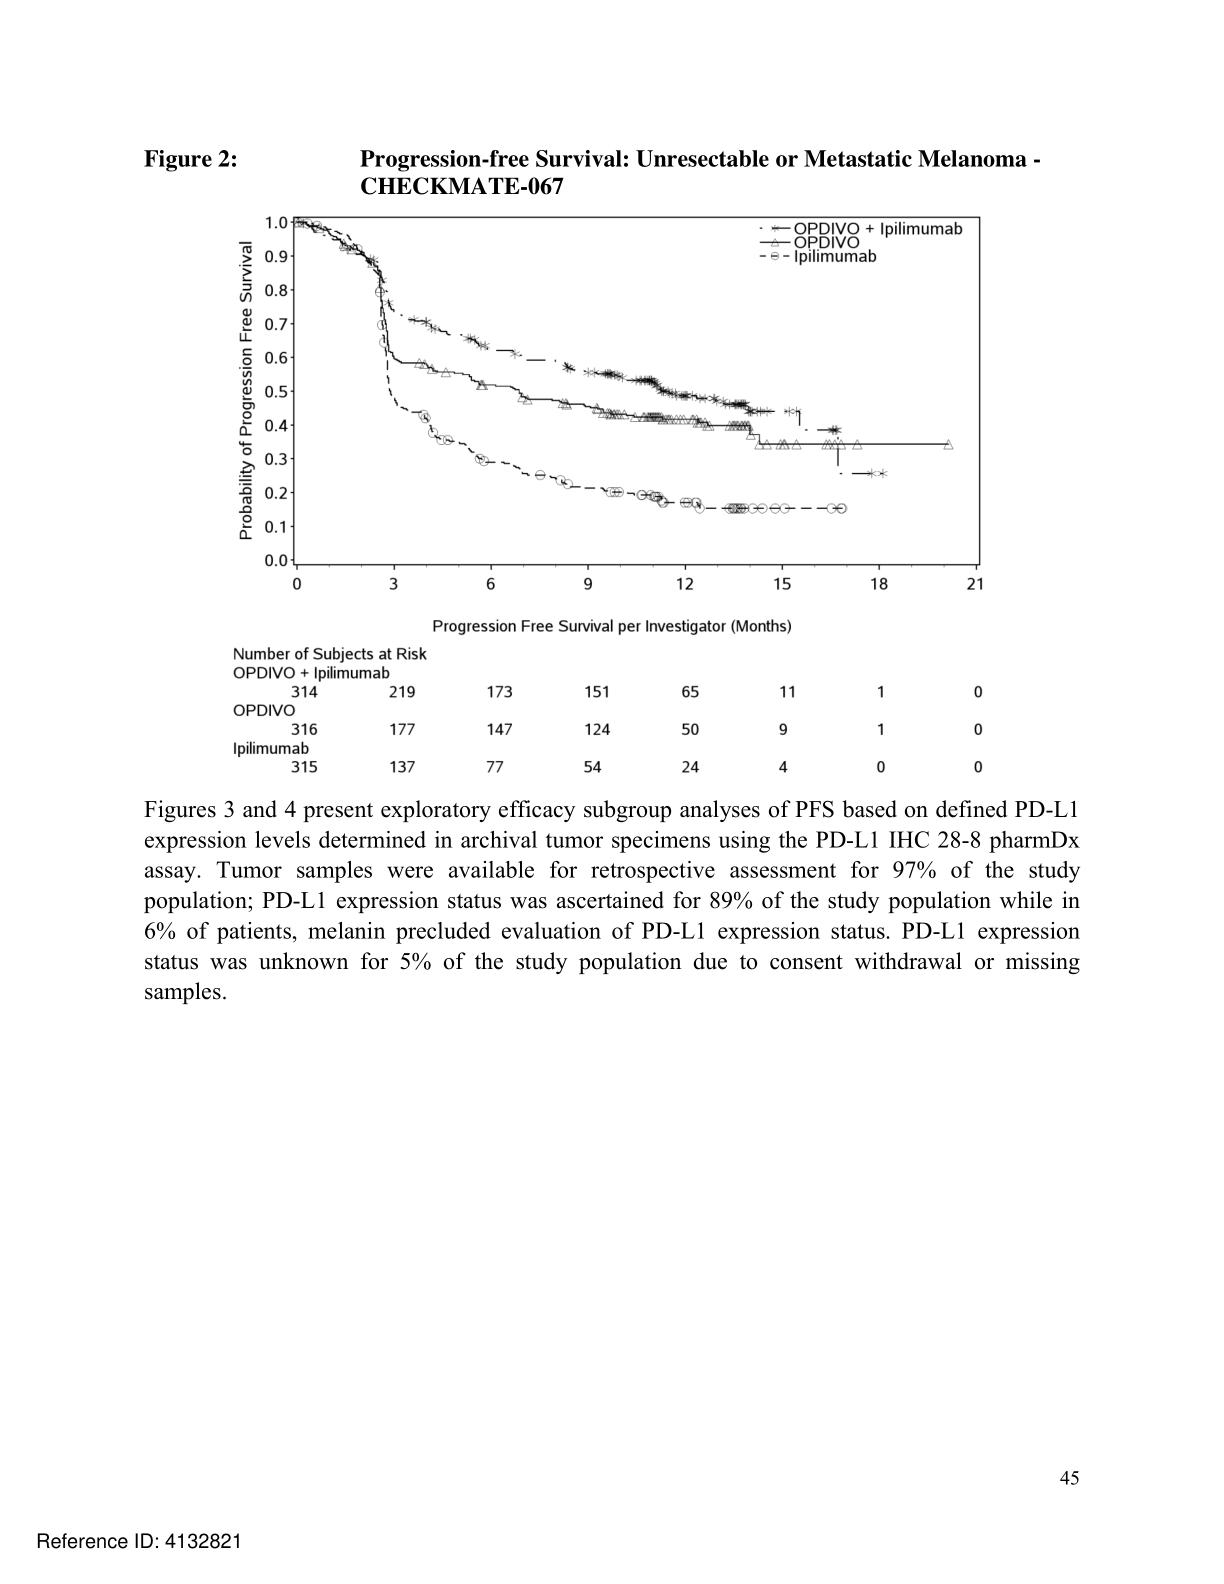 Figure 2: Progression-free Survival: Unresectable or Metastatic Melanoma -
CHECKMATE-067
OPDIVO + Ipilimumab
OPDIVO
Ipilimumab
Probability of Progression Free Survival
1.0
0.9
0.8
0.7
0.6
0.5
0.4
0.3
0.2
0.1
0.0
0 3 6 9 12 15 18 21
Progression Free Survival per Investigator (Months)
Number of Subjects at Risk
OPDIVO + Ipilimumab
314 219 173 151 65 11 1 0
OPDIVO
316 177 147 124 50 9 1 0
Ipilimumab
315 137 77 54 24 4 0 0
Figures 3 and 4 present exploratory efficacy subgroup analyses of PFS based on defined PD-L1
expression levels determined in archival tumor specimens using the PD-L1 IHC 28-8 pharmDx
assay. Tumor samples were available for retrospective assessment for 97% of the study
population; PD-L1 expression status was ascertained for 89% of the study population while in
6% of patients, melanin precluded evaluation of PD-L1 expression status. PD-L1 expression
status was unknown for 5% of the study population due to consent withdrawal or missing
samples.
45
Reference ID: 4132821